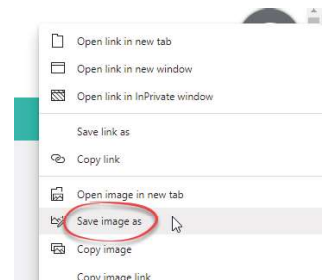 Open link in new tab
Open link in new window
Open link in InPrivate window
Save link as
Copy link
Open image in new tab
Save image as
Copy image
Copy image link